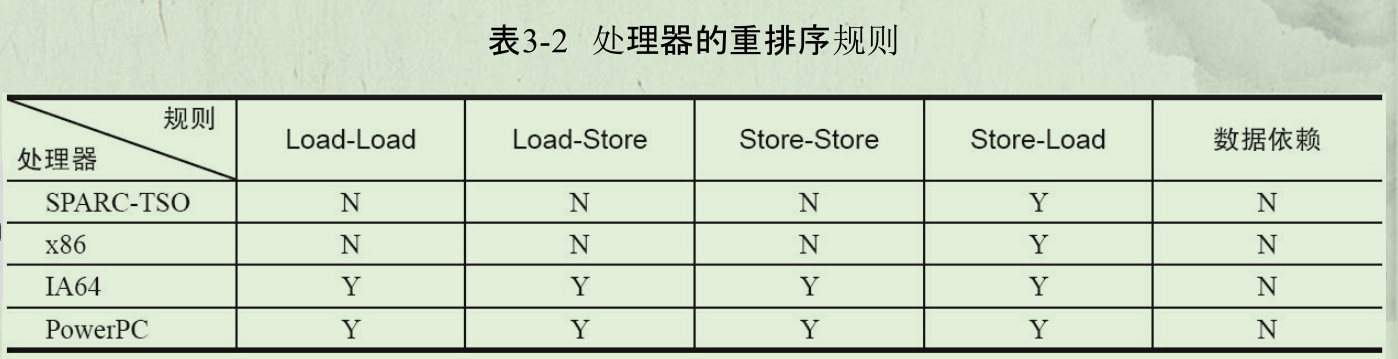 表3-2 处理器的重排序规则
规则
处理器 Load-Load Load-Store Store-Store Store-Load 数据依赖
SPARC-TSO N N N Y N
x86 N N N Y N
IA64 Y Y Y Y N
PowerPC Y Y Y Y N